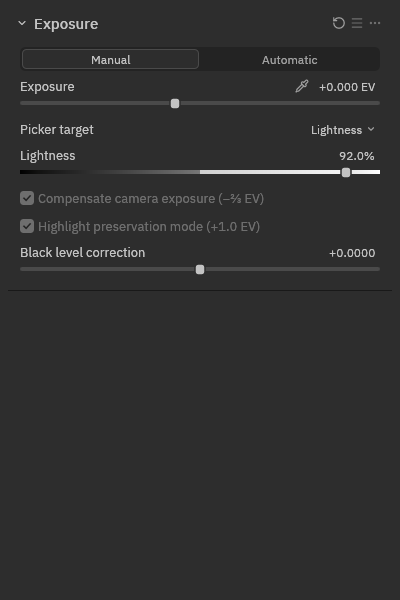 Exposure
Manual Automatic
Exposure +0.000 EV
Picker target Lightness
Lightness 92.0%
Compensate camera exposure (−⅔ EV)
Highlight preservation mode (+1.0 EV)
Black level correction +0.0000